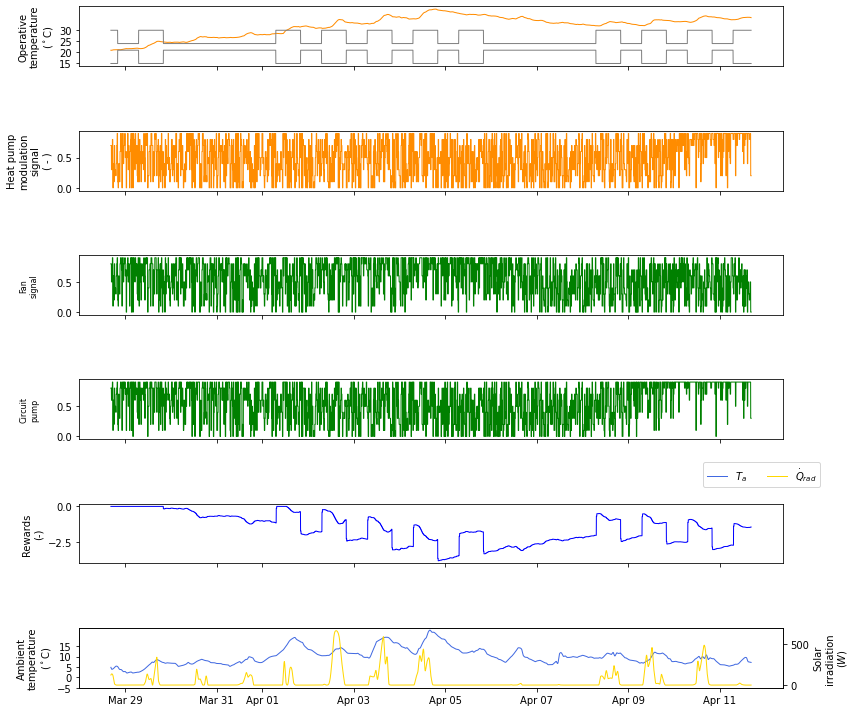 Operative
temperature
(°C)
30
25
20
15
Heat pump
modulation
signal
( - )
0.5
0.0
Fan
signal
0.5
0.0
Circuit
pump
0.5
0.0
T_a
Q̇_rad
Rewards
(-)
0.0
−2.5
Ambient
temperature
(°C)
15
10
5
0
−5
500
0
Solar
irradiation
(W)
Mar 29 Mar 31 Apr 01 Apr 03 Apr 05 Apr 07 Apr 09 Apr 11